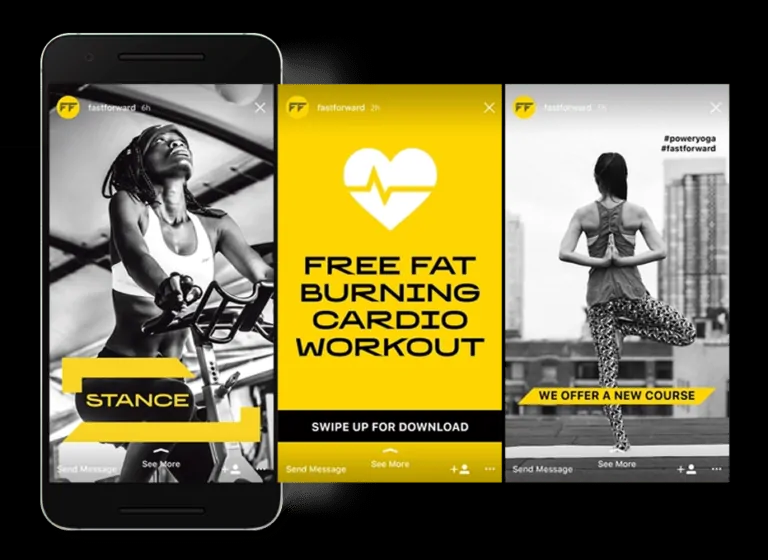 FF fastforward 6h
STANCE
Send Message
See More
FF fastforward 2h
FREE FAT
BURNING
CARDIO
WORKOUT
SWIPE UP FOR DOWNLOAD
Send Message
See More
FF fastforward
#poweryoga
#fastforward
WE OFFER A NEW COURSE
Send Message
See More